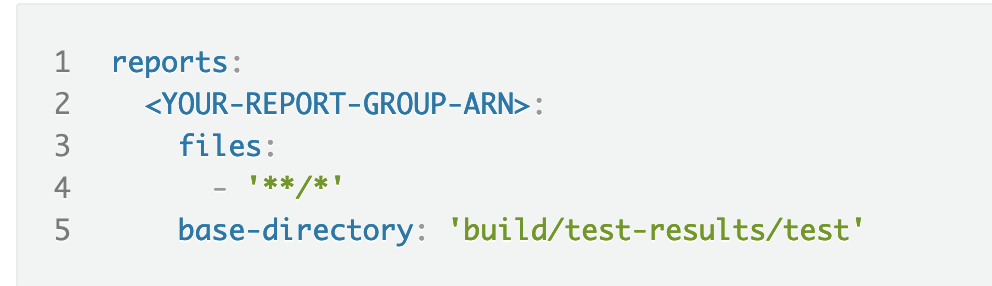 1 reports:
2   <YOUR-REPORT-GROUP-ARN>:
3     files:
4       - '**/*'
5     base-directory: 'build/test-results/test'